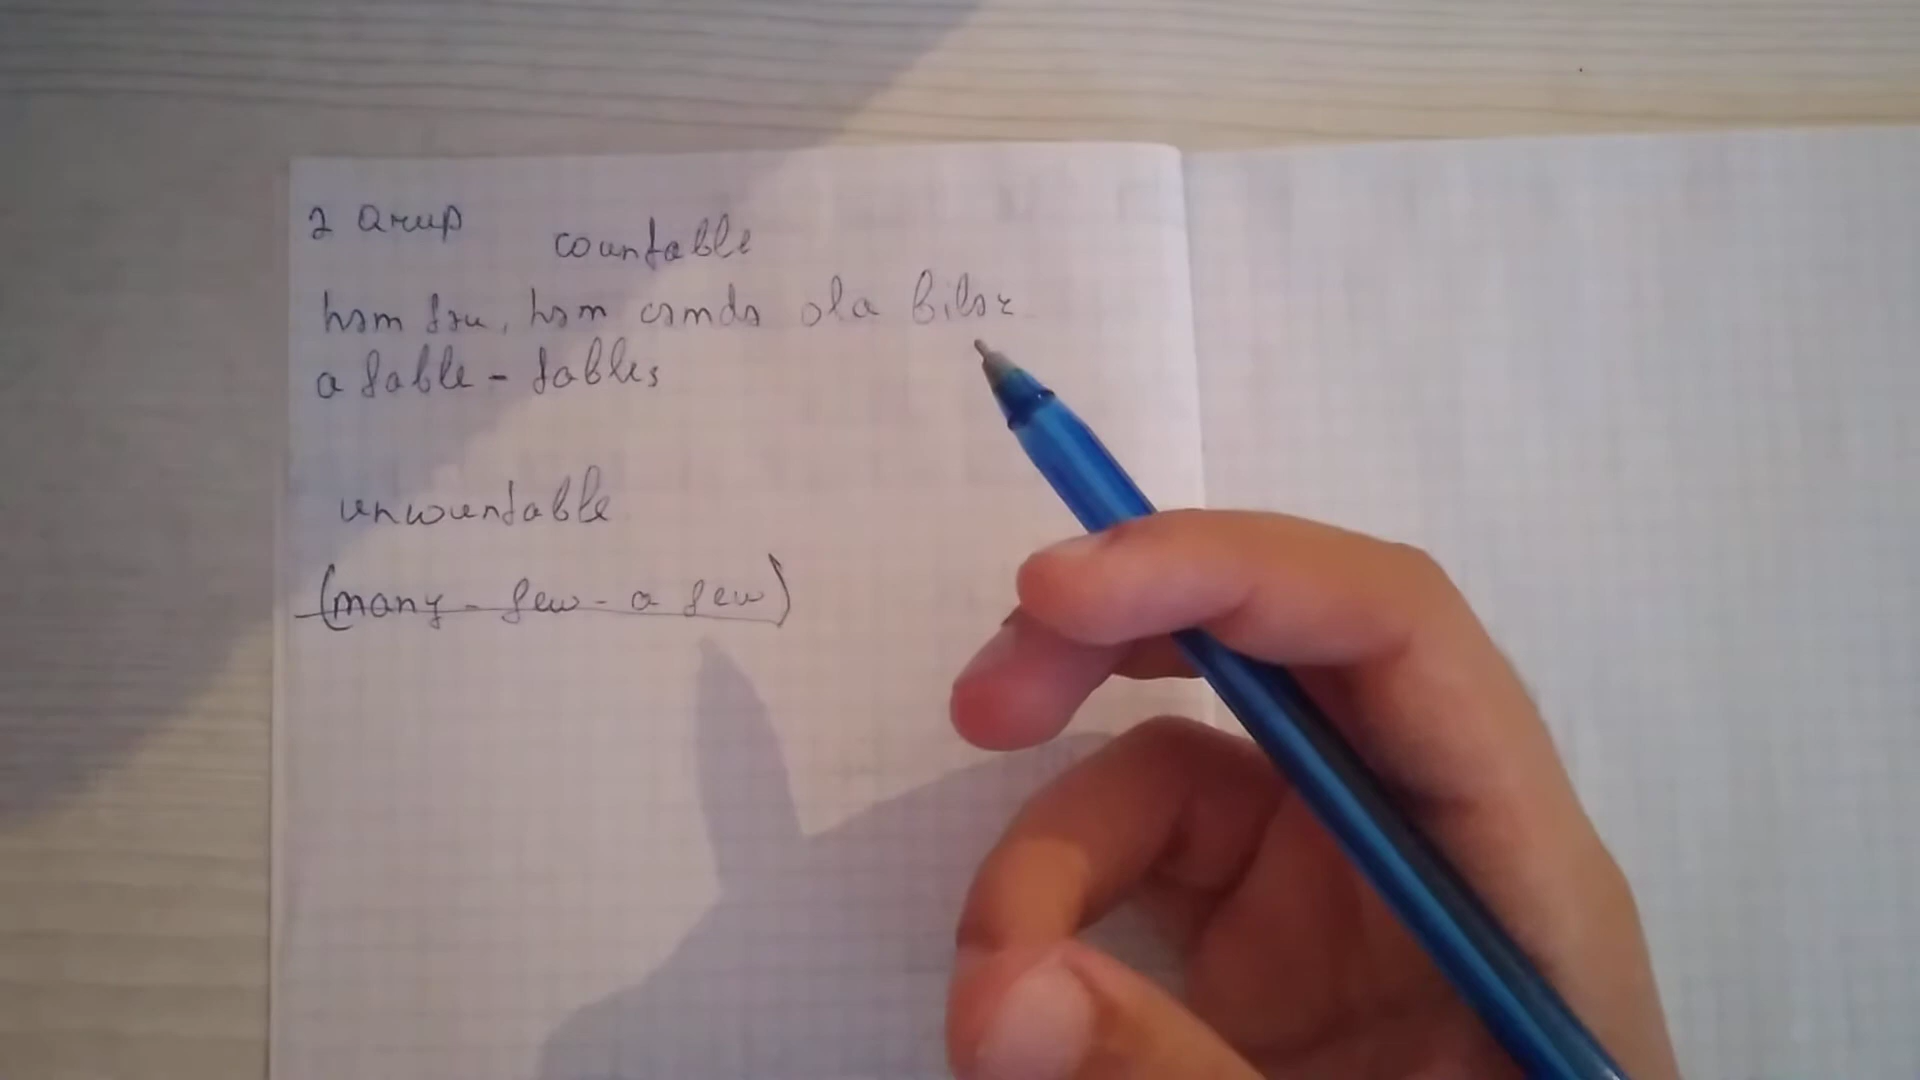 2 qrup
countable
həm tək, həm cəmdə ola bilər
a table - tables
uncountable
(many - few - a few)